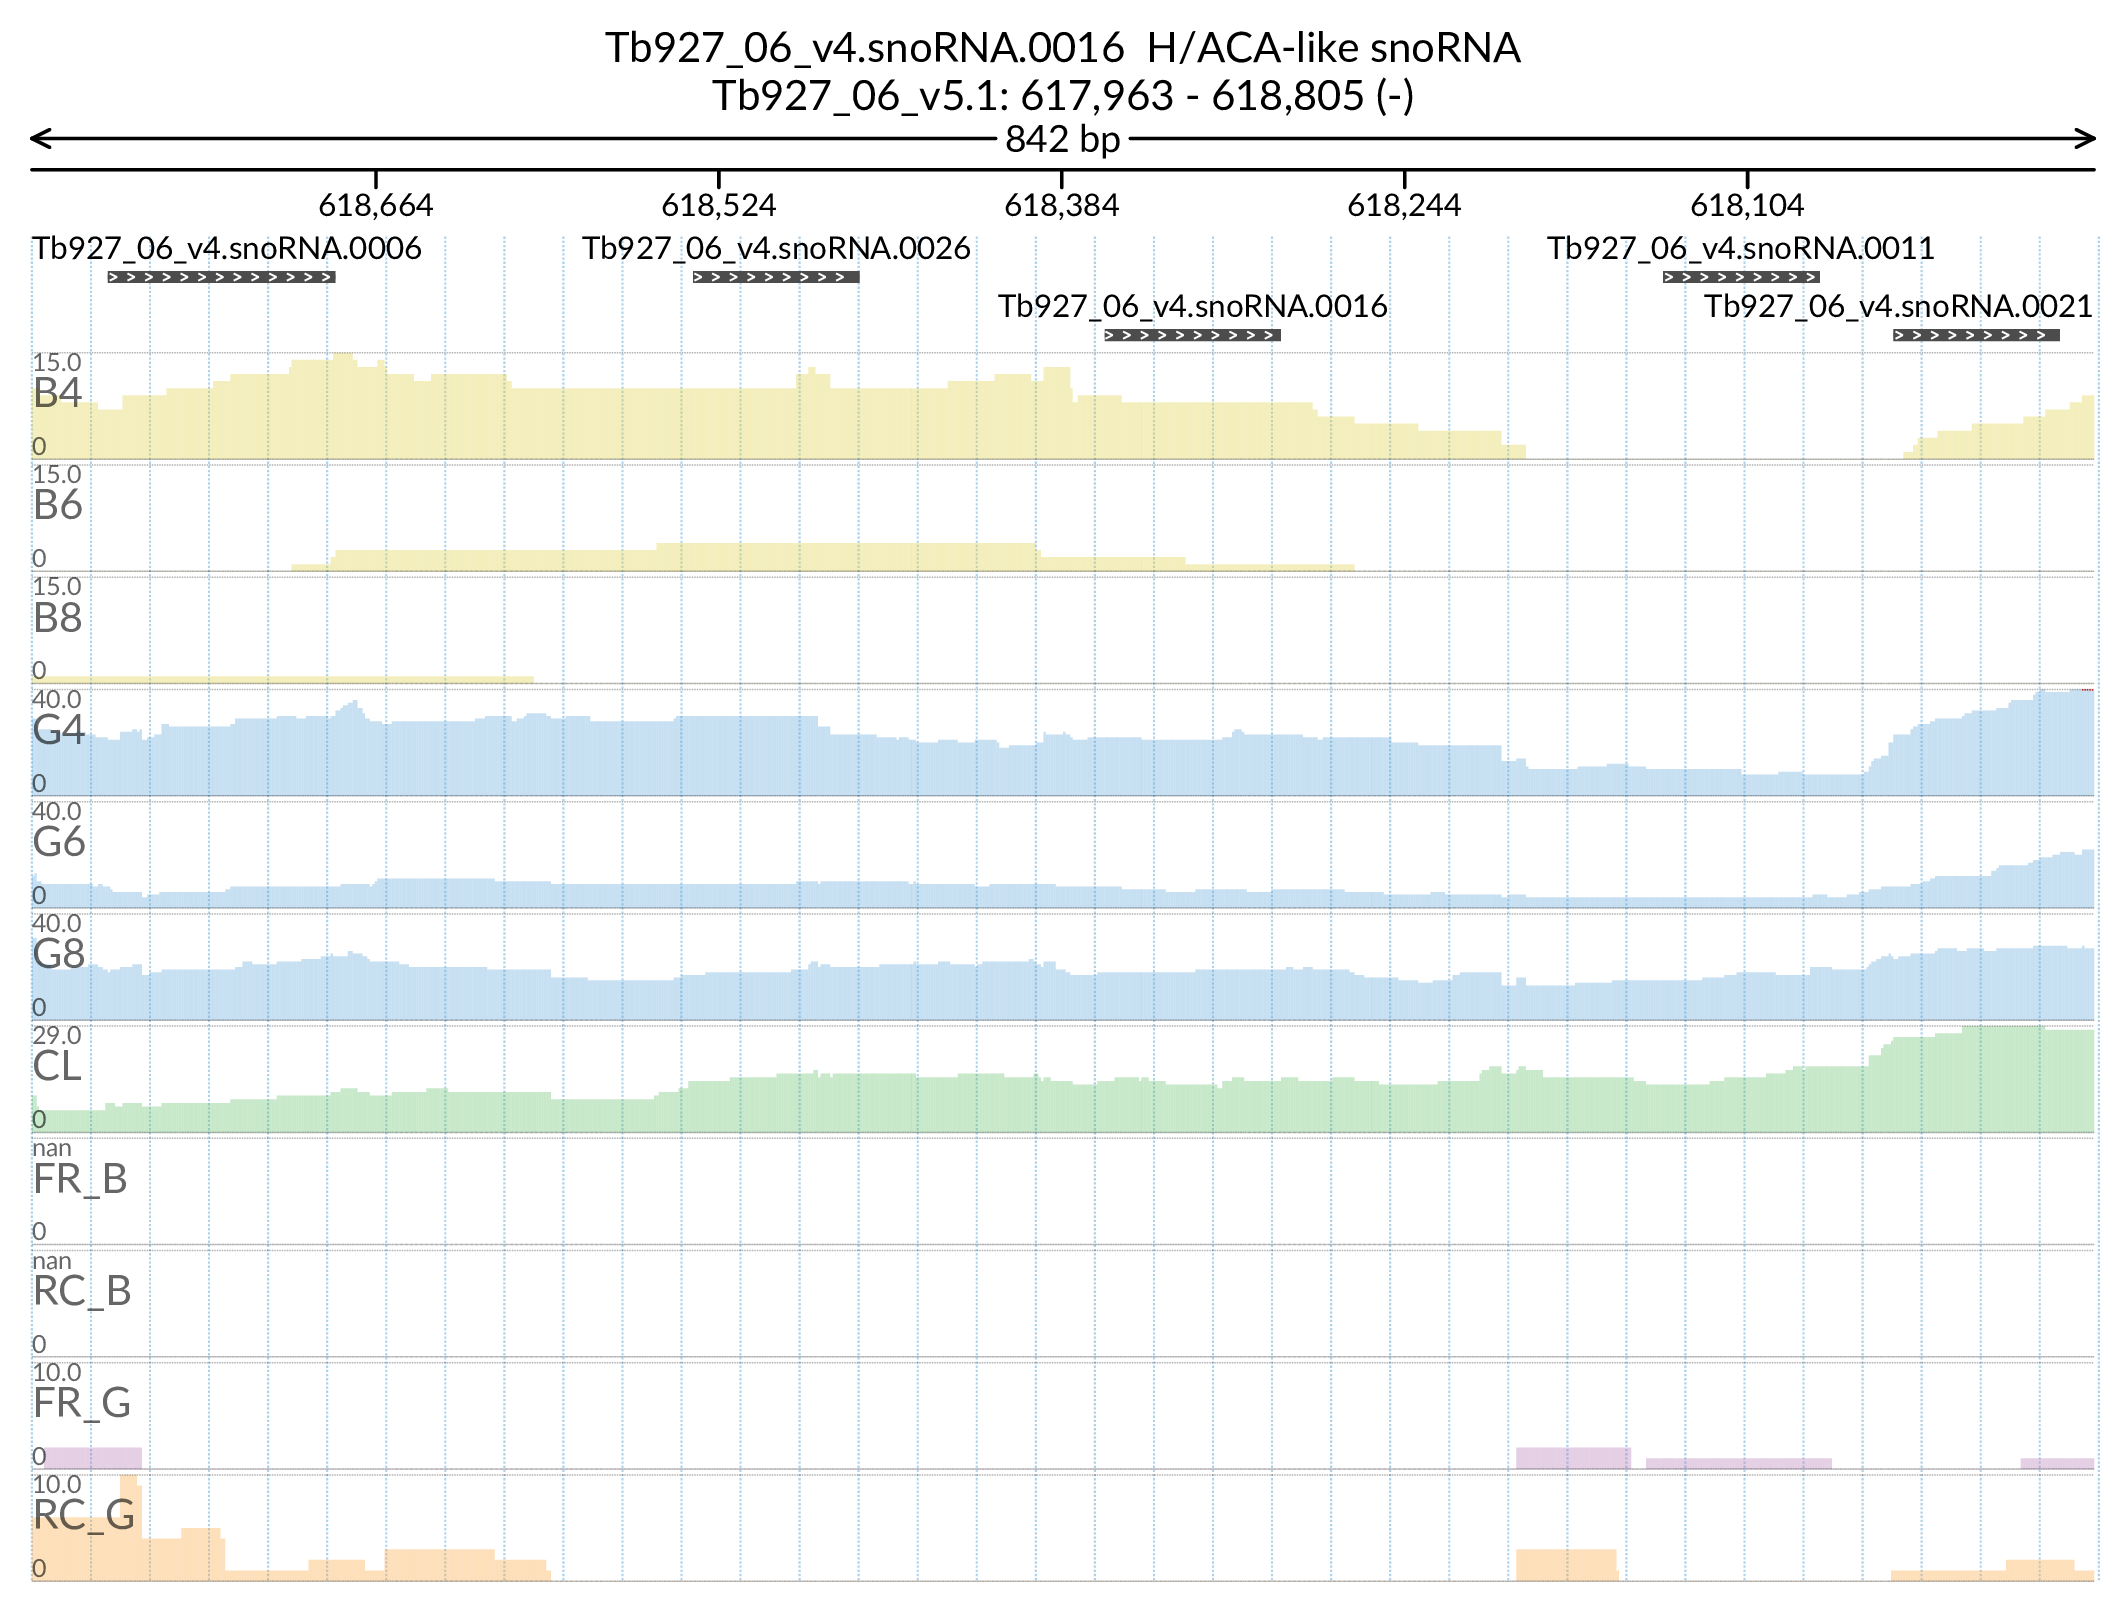 Tb927_06_v4.snoRNA.0016 H/ACA-like snoRNA
Tb927_06_v5.1: 617,963 - 618,805 (-)
842 bp
618,664 618,524 618,384 618,244 618,104
Tb927_06_v4.snoRNA.0006 Tb927_06_v4.snoRNA.0026 Tb927_06_v4.snoRNA.0011
Tb927_06_v4.snoRNA.0016 Tb927_06_v4.snoRNA.0021
15.0
B4
0
15.0
B6
0
15.0
B8
0
40.0
G4
0
40.0
G6
0
40.0
G8
0
29.0
CL
0
nan
FR_B
0
nan
RC_B
0
10.0
FR_G
0
10.0
RC_G
0